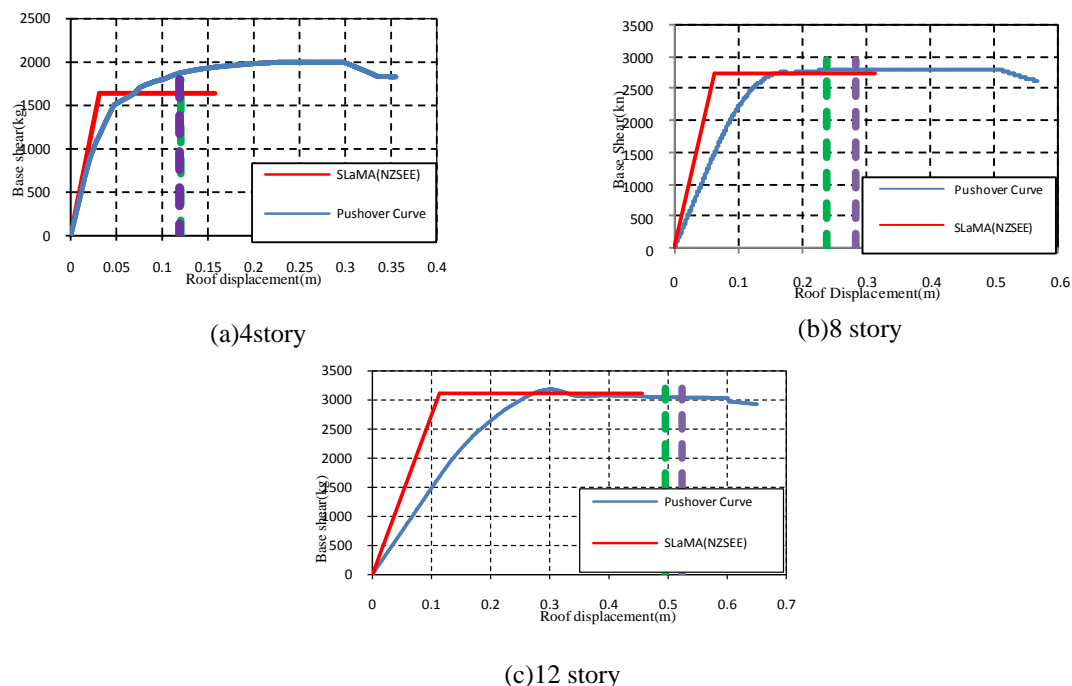 2500
2000
1500
1000
500
0
Base shear(kg)
SLaMA(NZSEE)
Pushover Curve
0 0.05 0.1 0.15 0.2 0.25 0.3 0.35 0.4
Roof displacement(m)
(a)4story
3500
3000
2500
2000
1500
1000
500
0
Base Shear(kn)
Pushover Curve
SLaMA(NZSEE)
0 0.1 0.2 0.3 0.4 0.5 0.6
Roof Displacement(m)
(b)8 story
3500
3000
2500
2000
1500
1000
500
0
Base shear(kg)
Pushover Curve
SLaMA(NZSEE)
0 0.1 0.2 0.3 0.4 0.5 0.6 0.7
Roof displacement(m)
(c)12 story